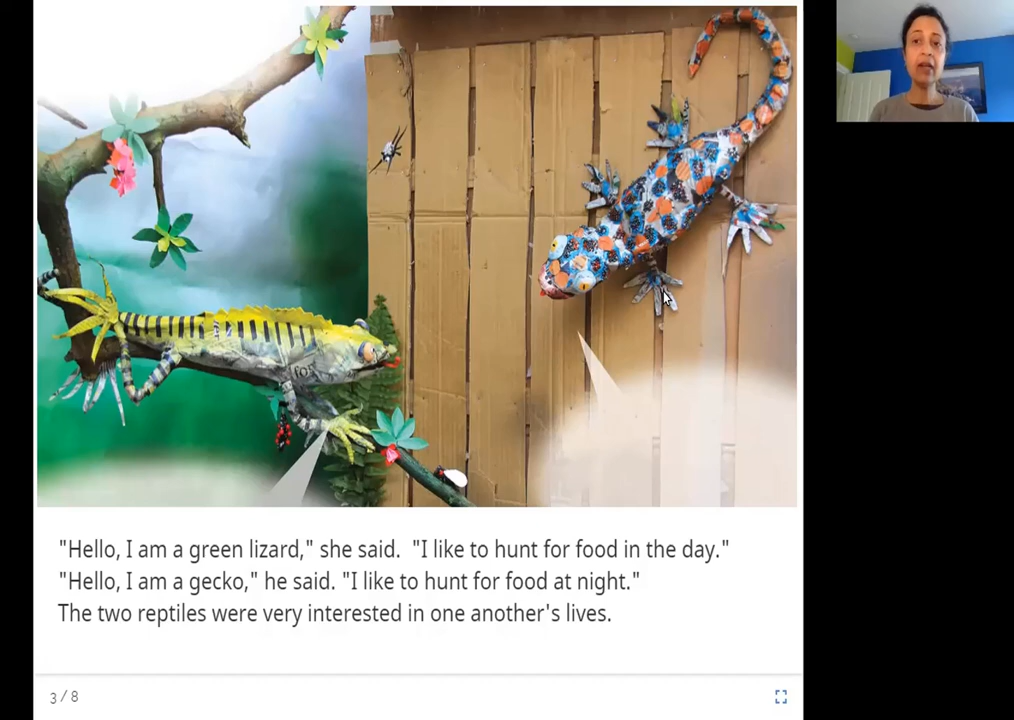 "Hello, I am a green lizard," she said.  "I like to hunt for food in the day."
"Hello, I am a gecko," he said. "I like to hunt for food at night."
The two reptiles were very interested in one another's lives.
3 / 8